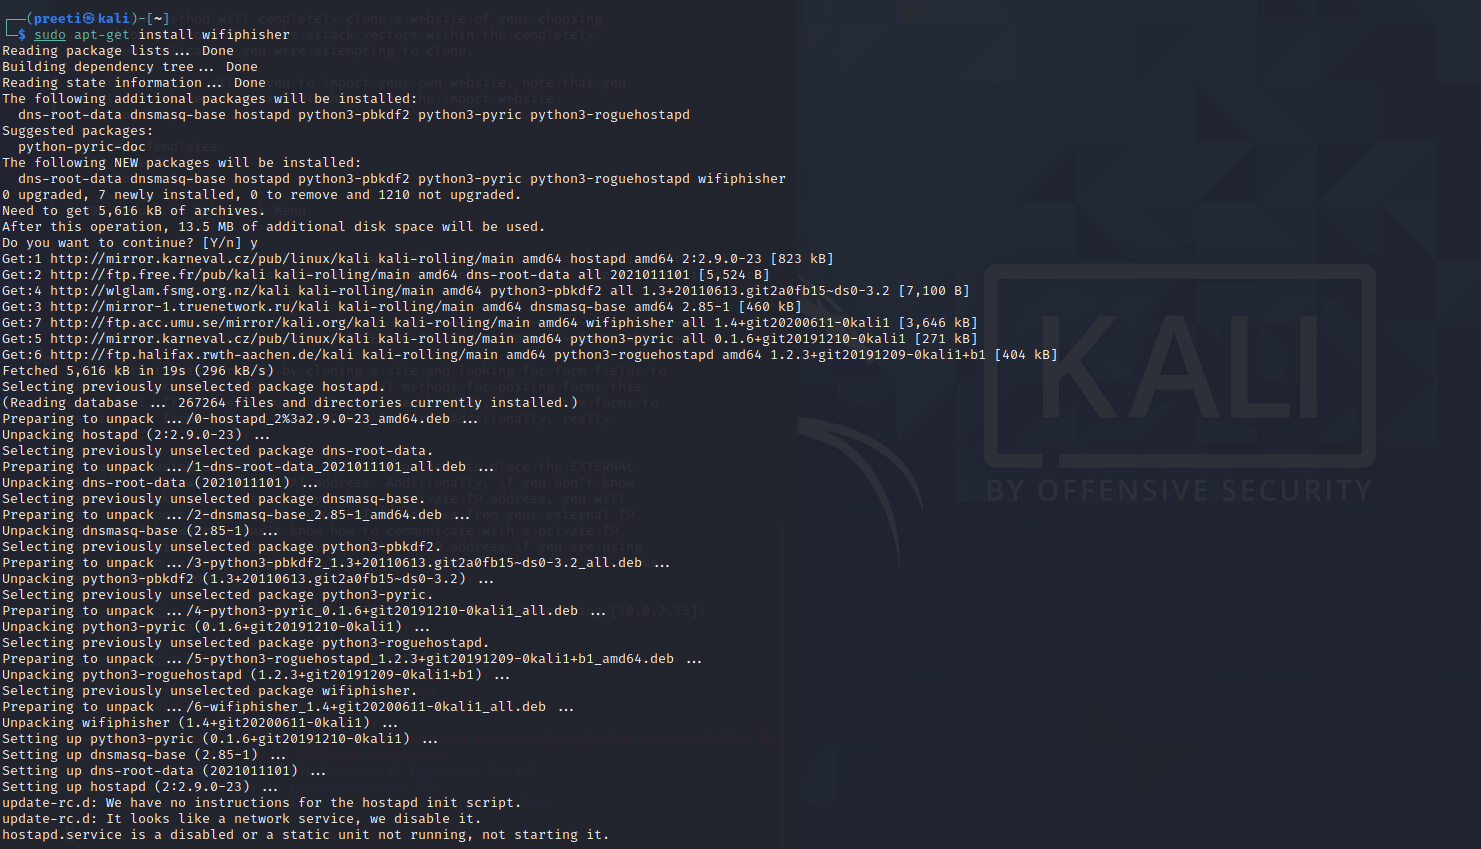 ┌──(preeti㉿kali)-[~]
└─$ sudo apt-get install wifiphisher
Reading package lists... Done
Building dependency tree... Done
Reading state information... Done
The following additional packages will be installed:
  dns-root-data dnsmasq-base hostapd python3-pbkdf2 python3-pyric python3-roguehostapd
Suggested packages:
  python-pyric-doc
The following NEW packages will be installed:
  dns-root-data dnsmasq-base hostapd python3-pbkdf2 python3-pyric python3-roguehostapd wifiphisher
0 upgraded, 7 newly installed, 0 to remove and 1210 not upgraded.
Need to get 5,616 kB of archives.
After this operation, 13.5 MB of additional disk space will be used.
Do you want to continue? [Y/n] y
Get:1 http://mirror.karneval.cz/pub/linux/kali kali-rolling/main amd64 hostapd amd64 2:2.9.0-23 [823 kB]
Get:2 http://ftp.free.fr/pub/kali kali-rolling/main amd64 dns-root-data all 2021011101 [5,524 B]
Get:4 http://wlglam.fsmg.org.nz/kali kali-rolling/main amd64 python3-pbkdf2 all 1.3+20110613.git2a0fb15~ds0-3.2 [7,100 B]
Get:3 http://mirror-1.truenetwork.ru/kali kali-rolling/main amd64 dnsmasq-base amd64 2.85-1 [460 kB]
Get:7 http://ftp.acc.umu.se/mirror/kali.org/kali kali-rolling/main amd64 wifiphisher all 1.4+git20200611-0kali1 [3,646 kB]
Get:5 http://mirror.karneval.cz/pub/linux/kali kali-rolling/main amd64 python3-pyric all 0.1.6+git20191210-0kali1 [271 kB]
Get:6 http://ftp.halifax.rwth-aachen.de/kali kali-rolling/main amd64 python3-roguehostapd amd64 1.2.3+git20191209-0kali1+b1 [404 kB]
Fetched 5,616 kB in 19s (296 kB/s)
Selecting previously unselected package hostapd.
(Reading database ... 267264 files and directories currently installed.)
Preparing to unpack .../0-hostapd_2%3a2.9.0-23_amd64.deb ...
Unpacking hostapd (2:2.9.0-23) ...
Selecting previously unselected package dns-root-data.
Preparing to unpack .../1-dns-root-data_2021011101_all.deb ...
Unpacking dns-root-data (2021011101) ...
Selecting previously unselected package dnsmasq-base.
Preparing to unpack .../2-dnsmasq-base_2.85-1_amd64.deb ...
Unpacking dnsmasq-base (2.85-1) ...
Selecting previously unselected package python3-pbkdf2.
Preparing to unpack .../3-python3-pbkdf2_1.3+20110613.git2a0fb15~ds0-3.2_all.deb ...
Unpacking python3-pbkdf2 (1.3+20110613.git2a0fb15~ds0-3.2) ...
Selecting previously unselected package python3-pyric.
Preparing to unpack .../4-python3-pyric_0.1.6+git20191210-0kali1_all.deb ...
Unpacking python3-pyric (0.1.6+git20191210-0kali1) ...
Selecting previously unselected package python3-roguehostapd.
Preparing to unpack .../5-python3-roguehostapd_1.2.3+git20191209-0kali1+b1_amd64.deb ...
Unpacking python3-roguehostapd (1.2.3+git20191209-0kali1+b1) ...
Selecting previously unselected package wifiphisher.
Preparing to unpack .../6-wifiphisher_1.4+git20200611-0kali1_all.deb ...
Unpacking wifiphisher (1.4+git20200611-0kali1) ...
Setting up python3-pyric (0.1.6+git20191210-0kali1) ...
Setting up dnsmasq-base (2.85-1) ...
Setting up dns-root-data (2021011101) ...
Setting up hostapd (2:2.9.0-23) ...
update-rc.d: We have no instructions for the hostapd init script.
update-rc.d: It looks like a network service, we disable it.
hostapd.service is a disabled or a static unit not running, not starting it.
KALI
BY OFFENSIVE SECURITY